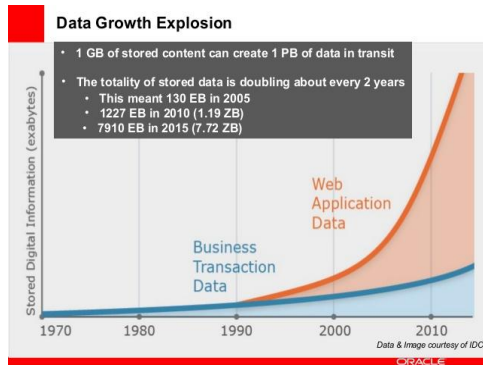 Data Growth Explosion
• 1 GB of stored content can create 1 PB of data in transit
• The totality of stored data is doubling about every 2 years
• This meant 130 EB in 2005
• 1227 EB in 2010 (1.19 ZB)
• 7910 EB in 2015 (7.72 ZB)
Stored Digital Information (exabytes)
Web
Application
Data
Business
Transaction
Data
1970 1980 1990 2000 2010
Data & Image courtesy of IDC
ORACLE